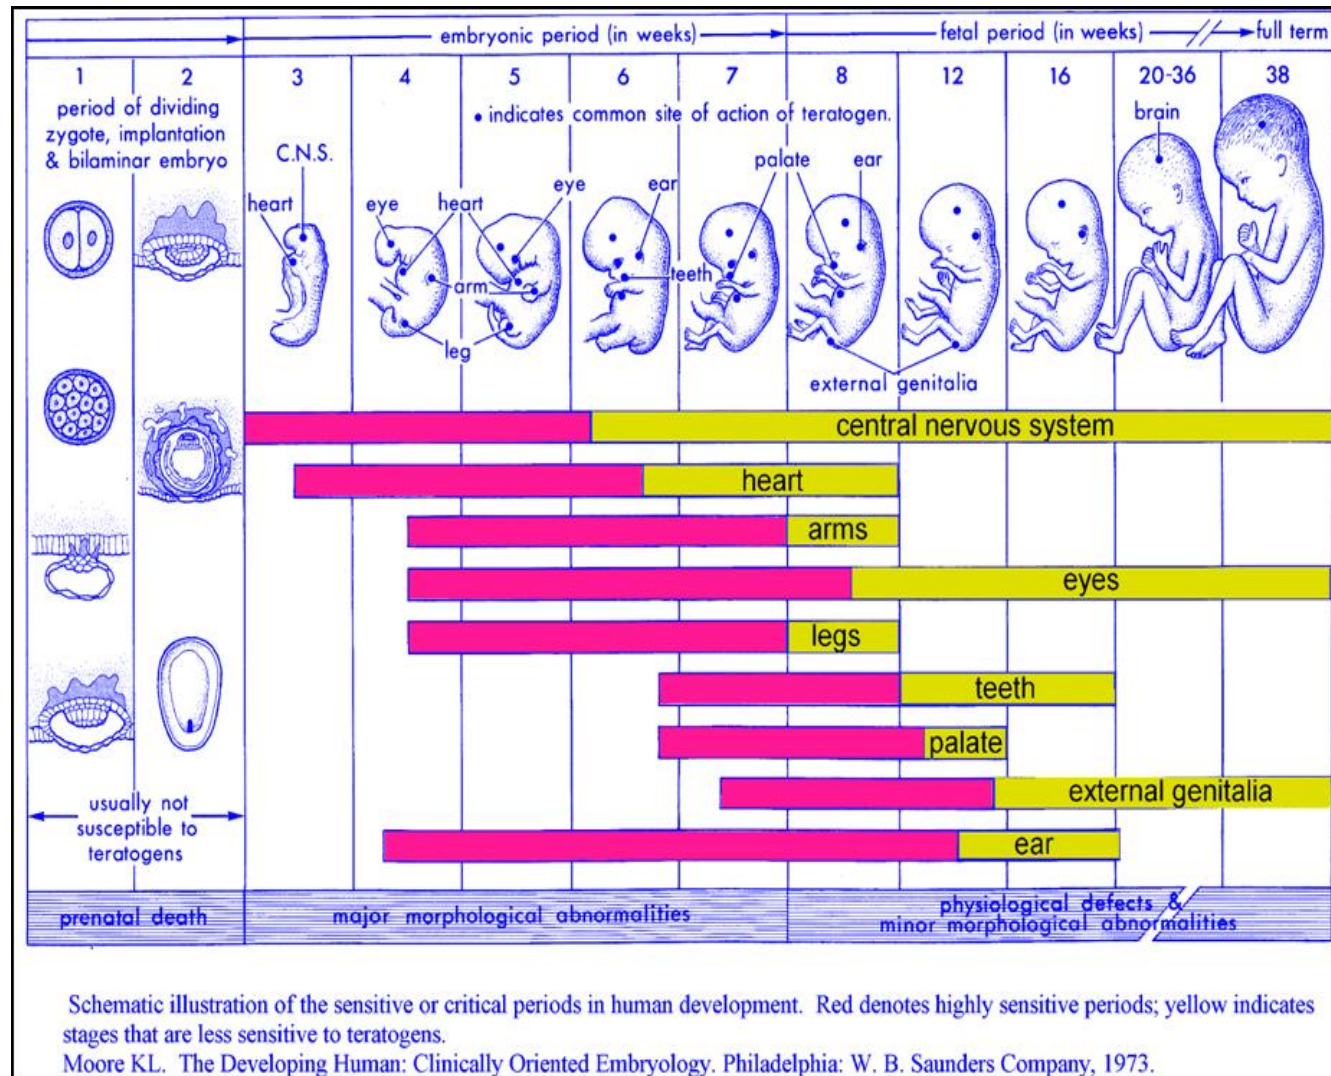 embryonic period (in weeks)
fetal period (in weeks)
full term
1
2
3
4
5
6
7
8
12
16
20-36
38
period of dividing
zygote, implantation
& bilaminar embryo
• indicates common site of action of teratogen.
C.N.S.
heart
eye
heart
arm
leg
eye
ear
teeth
palate
ear
brain
external genitalia
central nervous system
heart
arms
eyes
legs
teeth
palate
external genitalia
ear
usually not
susceptible to
teratogens
prenatal death
major morphological abnormalities
physiological defects &
minor morphological abnormalities
Schematic illustration of the sensitive or critical periods in human development. Red denotes highly sensitive periods; yellow indicates
stages that are less sensitive to teratogens.
Moore KL. The Developing Human: Clinically Oriented Embryology. Philadelphia: W. B. Saunders Company, 1973.